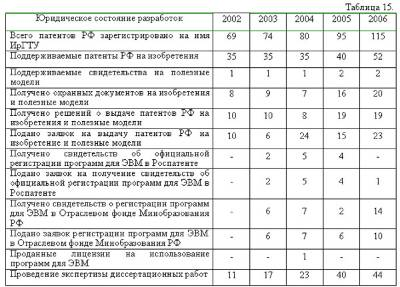 Таблица 15.
Юридическое состояние разработок 2002 2003 2004 2005 2006
Всего патентов РФ зарегистрировано на имя
ИрГТУ 69 74 80 95 115
Поддерживаемые патенты РФ на изобретения 35 35 35 40 52
Поддерживаемые свидетельства на полезные
модели 1 1 1 2 2
Получено охранных документов на изобретения
и полезные модели 8 9 7 16 20
Получено решений о выдаче патентов РФ на
изобретения и полезные модели 10 10 8 19 19
Подано заявок на выдачу патентов РФ на
изобретение и полезные модели 10 6 24 15 23
Получено свидетельств об официальной
регистрации программ для ЭВМ в Роспатенте - 2 5 4 -
Подано заявок на получение свидетельств об
официальной регистрации программ для ЭВМ в
Роспатенте - 2 5 4 1
Получено свидетельств о регистрации программ
для ЭВМ в Отраслевом фонде Минобразования
РФ - 6 7 2 14
Подано заявок регистрации программ для ЭВМ
в Отраслевом фонде Минобразования РФ - 6 7 6 10
Проданные лицензии на использование
программ для ЭВМ - - 1 - -
Проведение экспертизы диссертационных работ 11 17 23 40 44